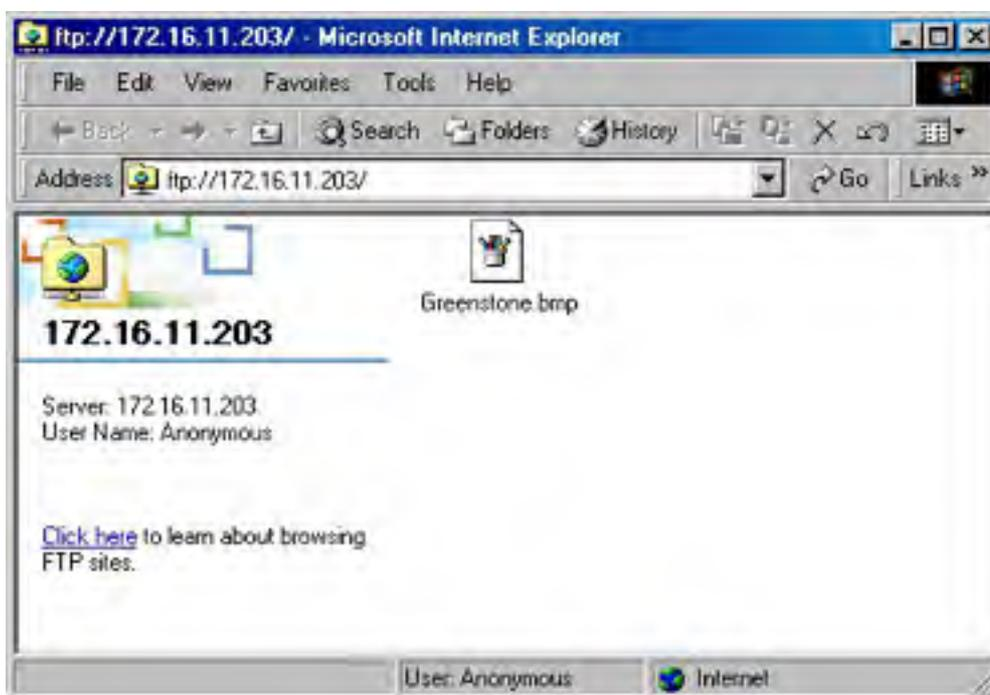 ftp://172.16.11.203/ - Microsoft Internet Explorer
File Edit View Favorites Tools Help
Back Search Folders History
Address ftp://172.16.11.203/ Go Links »
Greenstone.bmp
172.16.11.203
Server: 172.16.11.203
User Name: Anonymous
Click here to learn about browsing
FTP sites.
User: Anonymous Internet